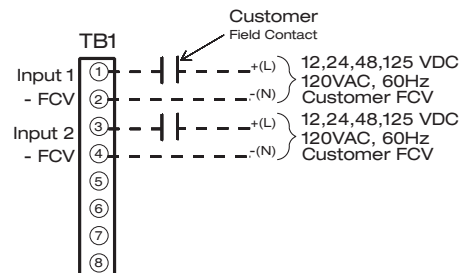 Customer
Field Contact
TB1
Input 1 1 +(L) 12,24,48,125 VDC
120VAC, 60Hz
- FCV 2 -(N) Customer FCV
Input 2 3 +(L) 12,24,48,125 VDC
120VAC, 60Hz
- FCV 4 -(N) Customer FCV
5
6
7
8